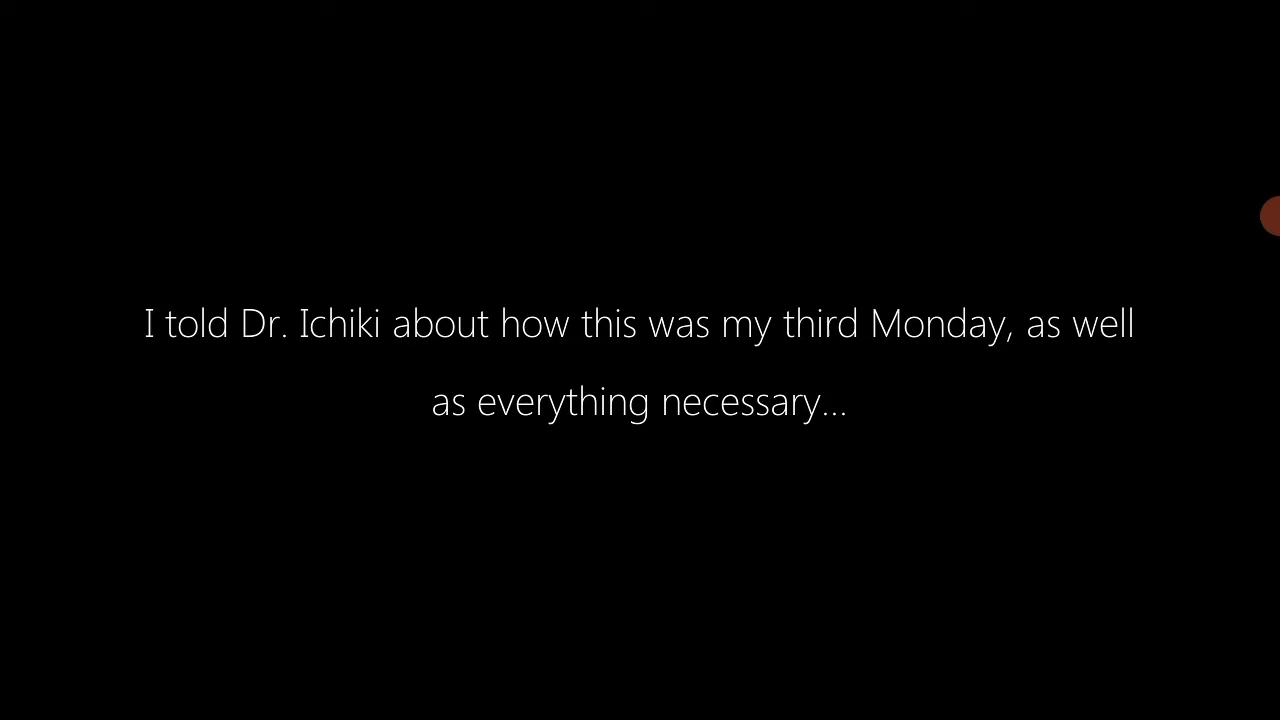 I told Dr. Ichiki about how this was my third Monday, as well
as everything necessary...